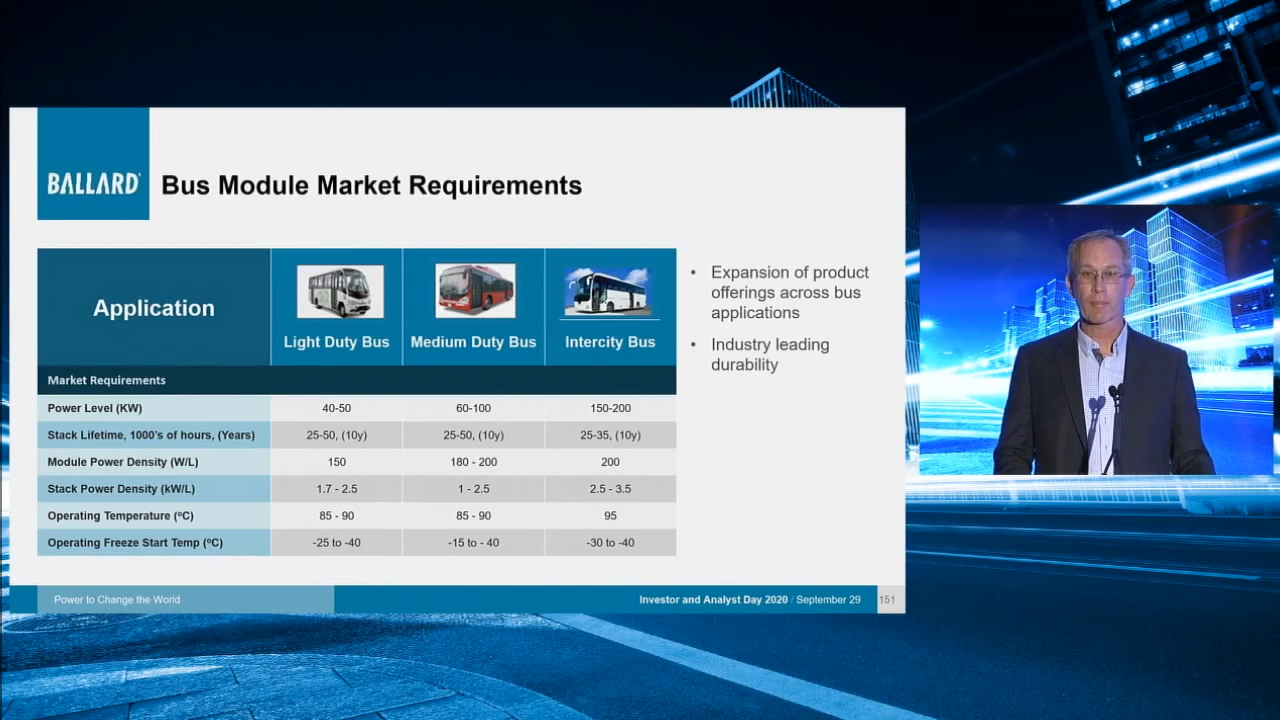 BALLARD
Bus Module Market Requirements
Application
Light Duty Bus
Medium Duty Bus
Intercity Bus
Market Requirements
Power Level (KW) 40-50 60-100 150-200
Stack Lifetime, 1000's of hours, (Years) 25-50, (10y) 25-50, (10y) 25-35, (10y)
Module Power Density (W/L) 150 180 - 200 200
Stack Power Density (kW/L) 1.7 - 2.5 1 - 2.5 2.5 - 3.5
Operating Temperature (ºC) 85 - 90 85 - 90 95
Operating Freeze Start Temp (ºC) -25 to -40 -15 to - 40 -30 to -40
• Expansion of product
offerings across bus
applications
• Industry leading
durability
Power to Change the World
Investor and Analyst Day 2020 / September 29 151